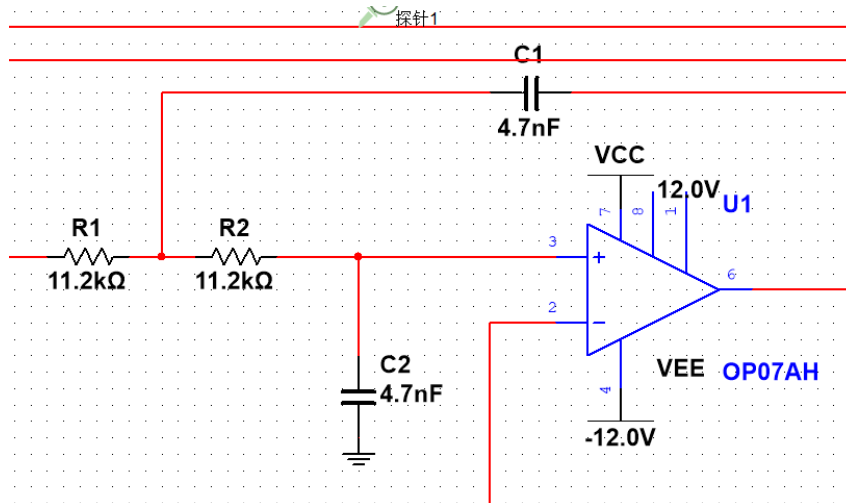 探针1
C1
4.7nF
VCC
12.0V
U1
7
8
1
R1
R2
3
11.2kΩ
11.2kΩ
+
6
2
−
C2
4.7nF
VEE
OP07AH
4
-12.0V